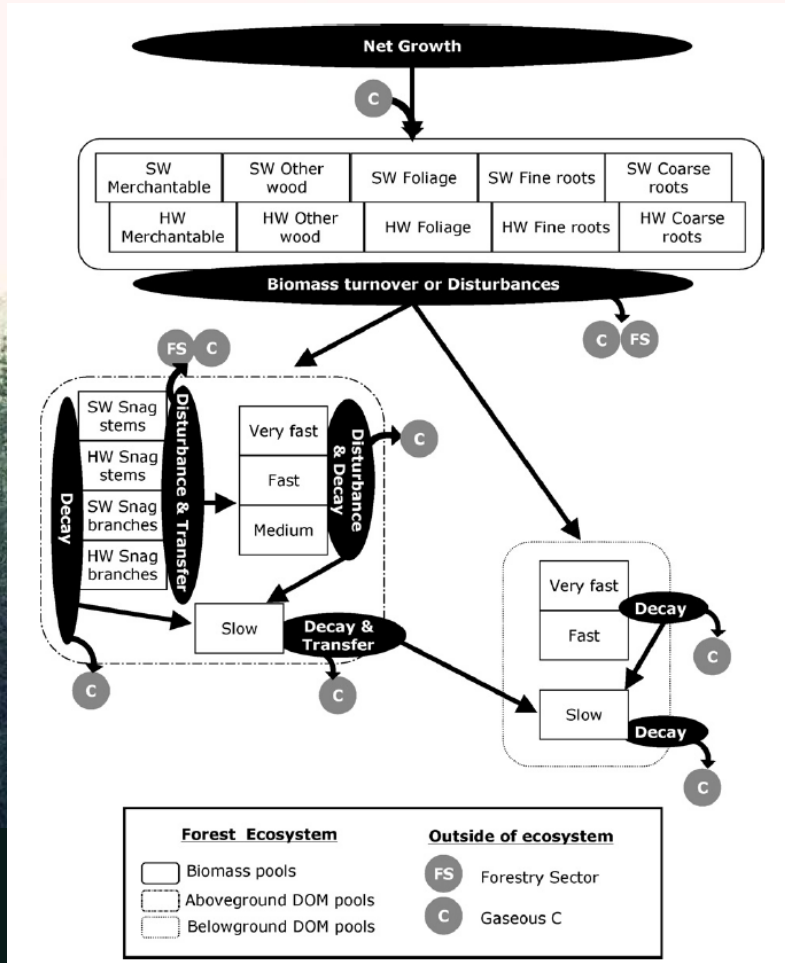 Net Growth
C
SW
Merchantable
SW Other
wood
SW Foliage
SW Fine roots
SW Coarse
roots
HW
Merchantable
HW Other
wood
HW Foliage
HW Fine roots
HW Coarse
roots
Biomass turnover or Disturbances
C
FS
FS
C
Decay
SW Snag
stems
HW Snag
stems
SW Snag
branches
HW Snag
branches
Disturbance & Transfer
Very fast
Fast
Medium
Disturbance
& Decay
C
Slow
Decay &
Transfer
C
C
Very fast
Fast
Decay
C
Slow
Decay
C
Forest Ecosystem
Biomass pools
Aboveground DOM pools
Belowground DOM pools
Outside of ecosystem
FS
Forestry Sector
C
Gaseous C